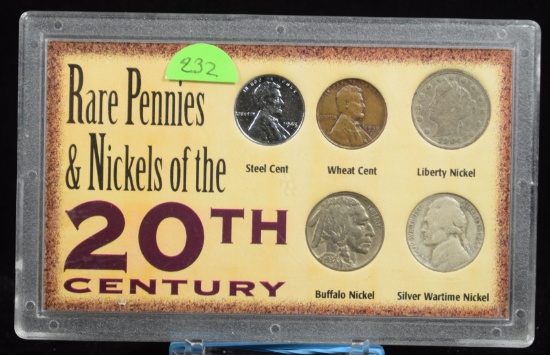 232
Rare Pennies
& Nickels of the
20TH
CENTURY
Steel Cent
Wheat Cent
Liberty Nickel
Buffalo Nickel
Silver Wartime Nickel